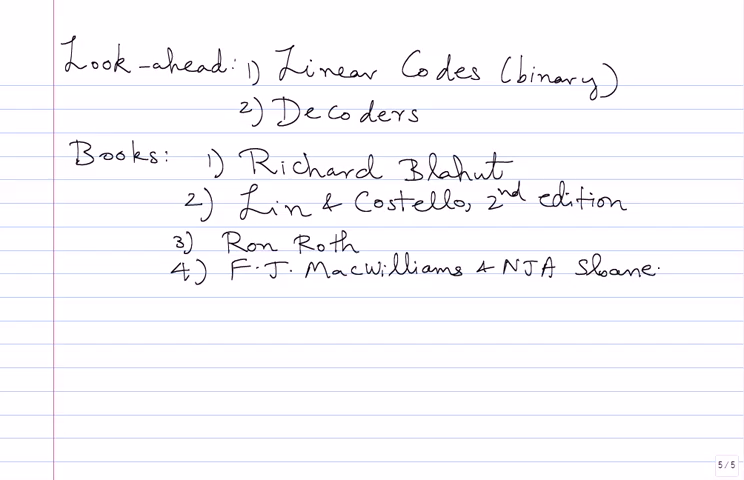 Look-ahead: 1) Linear Codes (binary)
2) Decoders
Books: 1) Richard Blahut
2) Lin & Costello, 2nd edition
3) Ron Roth
4) F.J. MacWilliams & NJA Sloane.
5/5